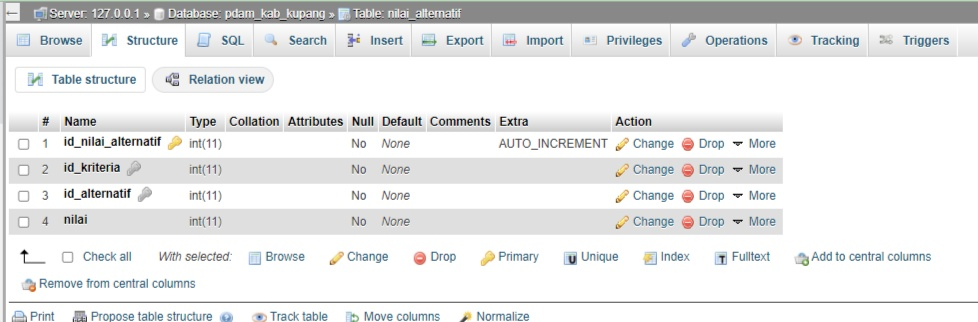 Server: 127.0.0.1 » Database: pdam_kab_kupang » Table: nilai_alternatif
Browse Structure SQL Search Insert Export Import Privileges Operations Tracking Triggers
Table structure Relation view
# Name Type Collation Attributes Null Default Comments Extra Action
1 id_nilai_alternatif int(11) No None AUTO_INCREMENT Change Drop More
2 id_kriteria int(11) No None Change Drop More
3 id_alternatif int(11) No None Change Drop More
4 nilai int(11) No None Change Drop More
Check all With selected: Browse Change Drop Primary Unique Index Fulltext Add to central columns
Remove from central columns
Print Propose table structure Track table Move columns Normalize